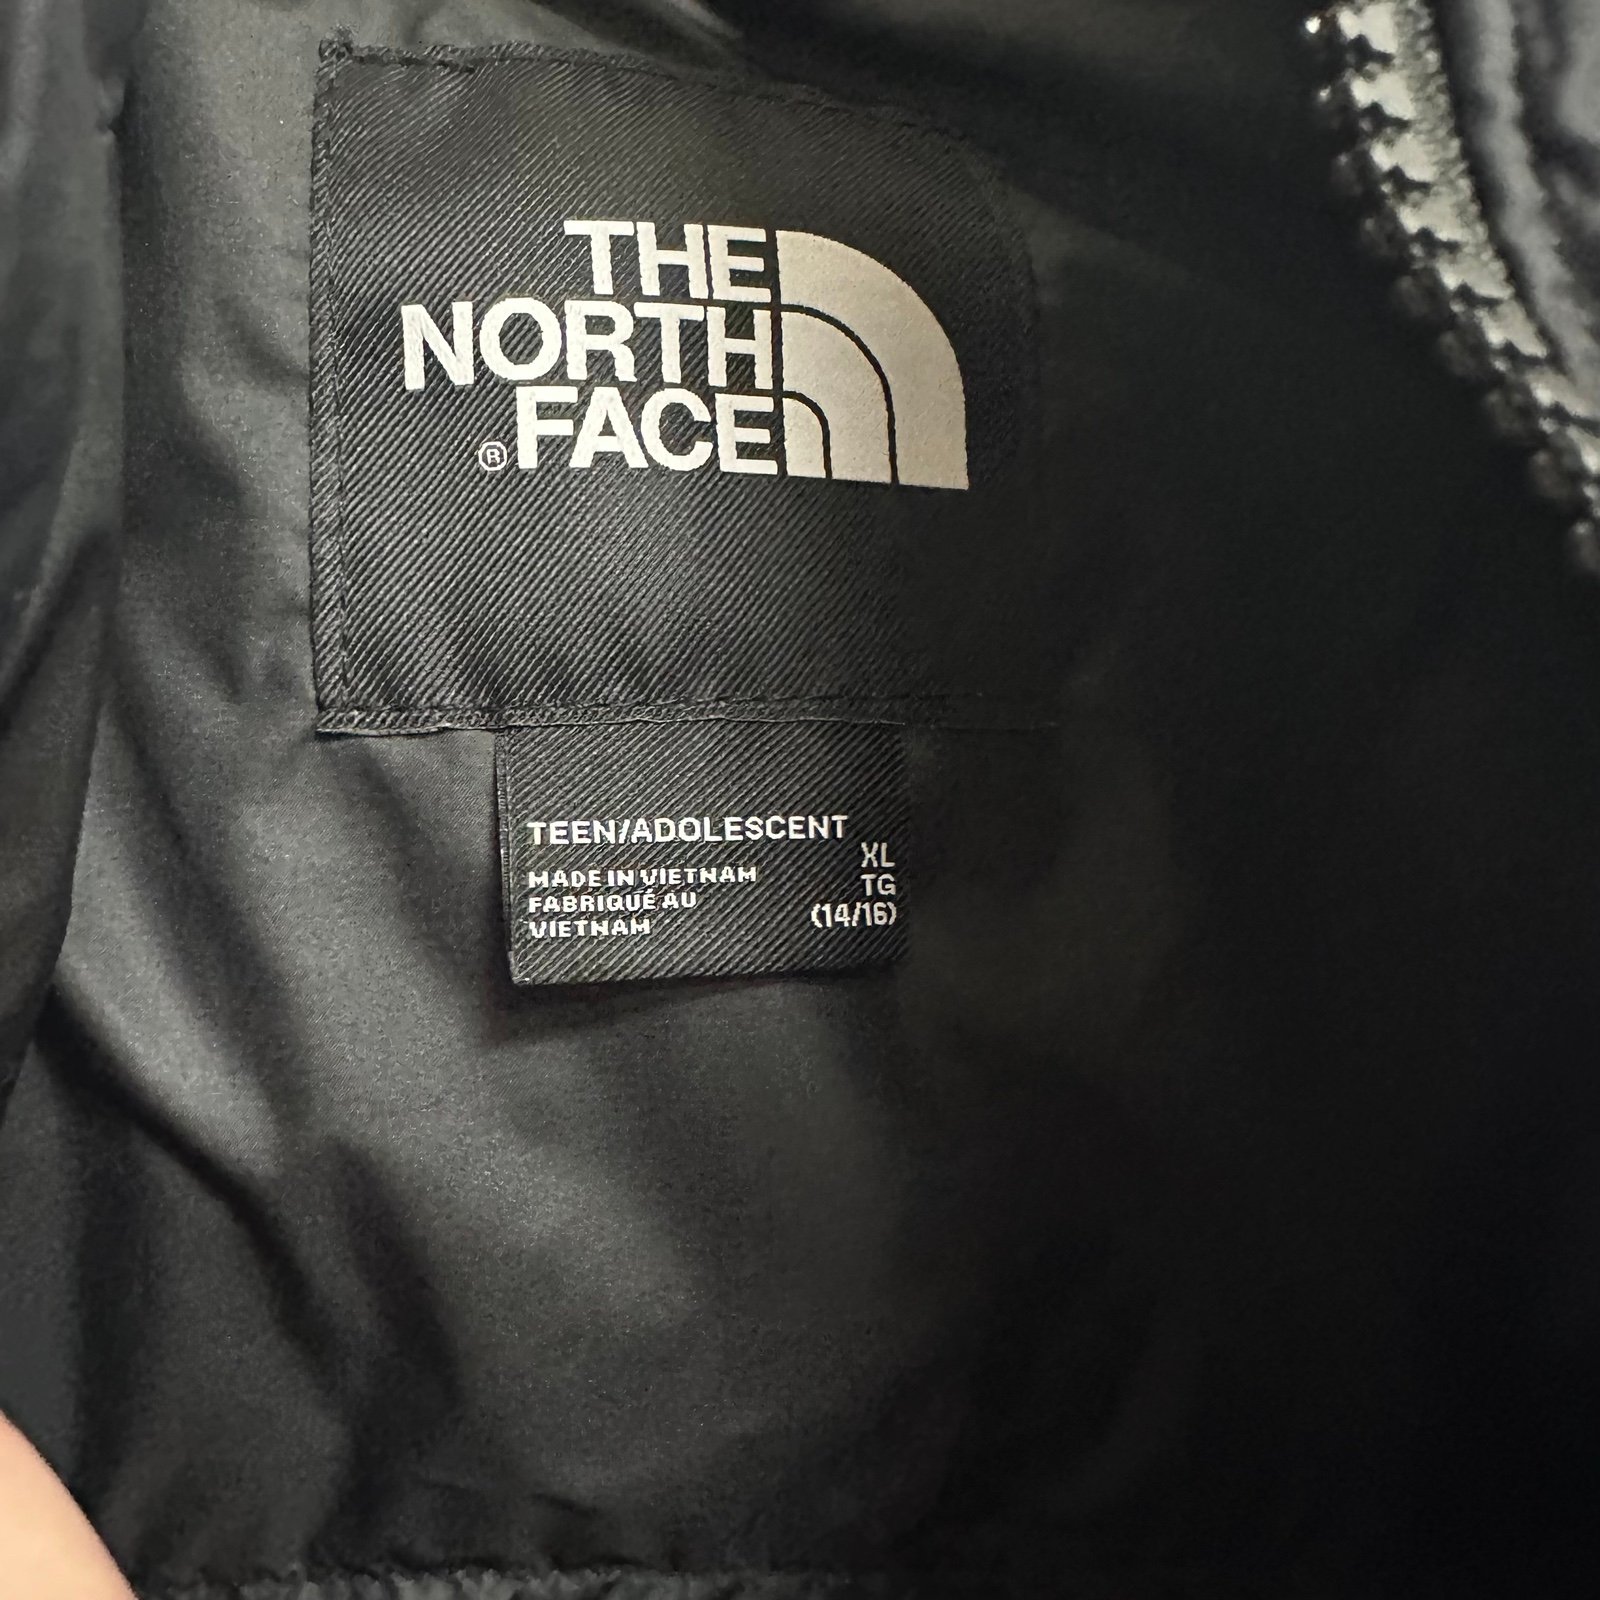 THE
NORTH
FACE
®
TEEN/ADOLESCENT
XL
MADE IN VIETNAM
TG
FABRIQUÉ AU
(14/16)
VIETNAM